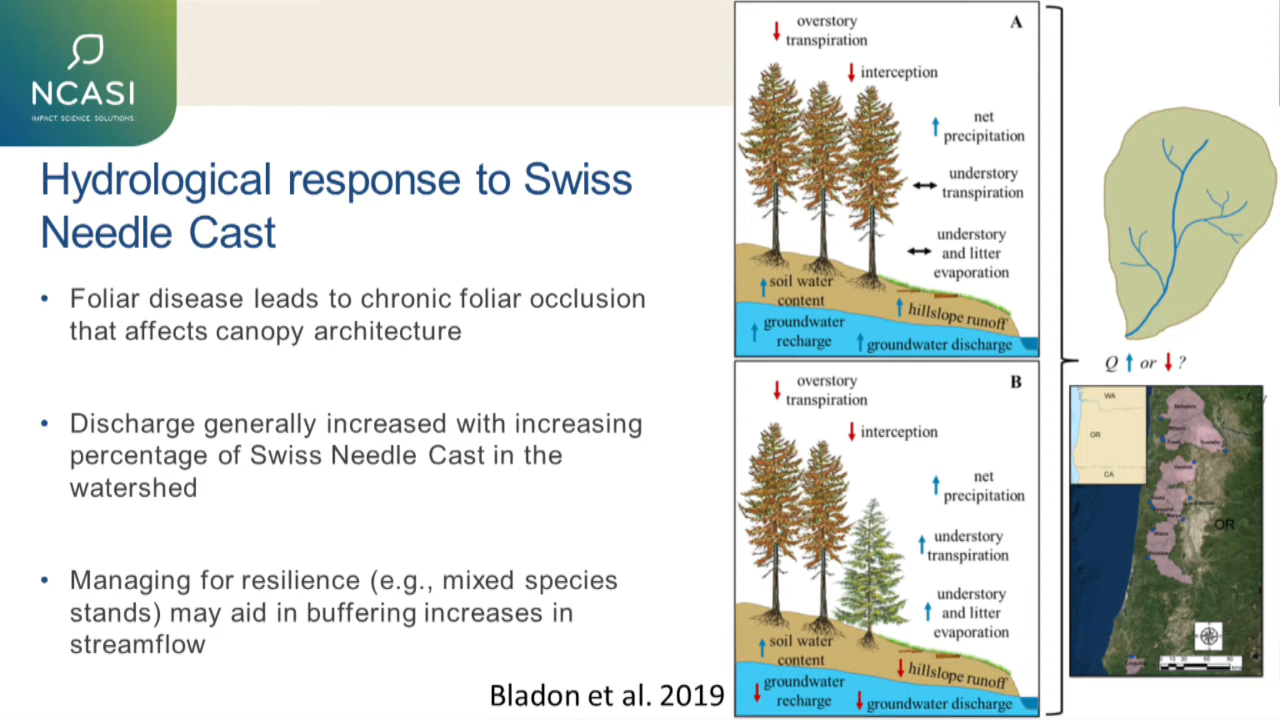 NCASI
IMPACT. SCIENCE. SOLUTIONS.
Hydrological response to Swiss
Needle Cast
• Foliar disease leads to chronic foliar occlusion
that affects canopy architecture
• Discharge generally increased with increasing
percentage of Swiss Needle Cast in the
watershed
• Managing for resilience (e.g., mixed species
stands) may aid in buffering increases in
streamflow
Bladon et al. 2019
A
overstory
transpiration
interception
net
precipitation
understory
transpiration
understory
and litter
evaporation
soil water
content
hillslope runoff
groundwater
recharge
groundwater discharge
B
overstory
transpiration
interception
net
precipitation
understory
transpiration
understory
and litter
evaporation
soil water
content
hillslope runoff
groundwater
recharge
groundwater discharge
Q ↑ or ↓ ?
WA
OR
CA
OR